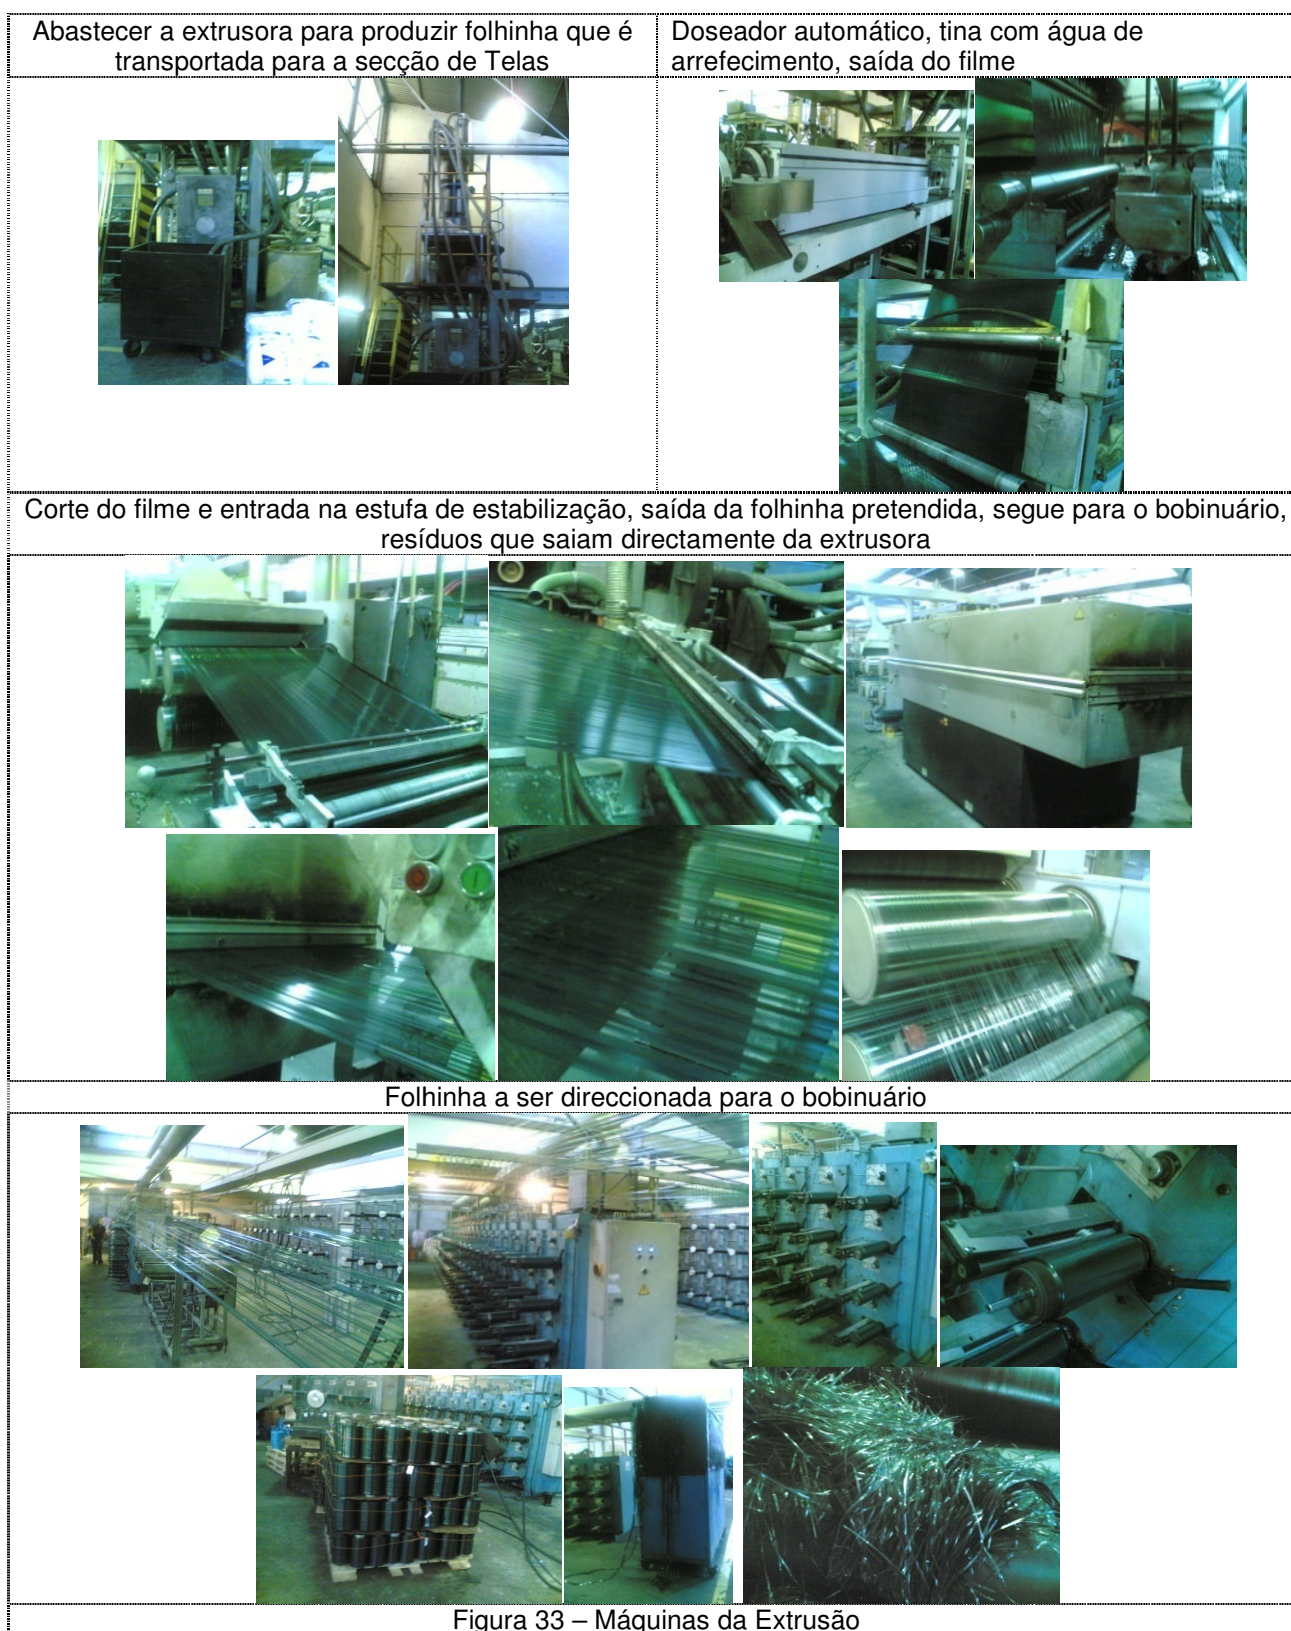 Abastecer a extrusora para produzir folhinha que é
transportada para a secção de Telas
Doseador automático, tina com água de
arrefecimento, saída do filme
Corte do filme e entrada na estufa de estabilização, saída da folhinha pretendida, segue para o bobinuário,
resíduos que saiam directamente da extrusora
Folhinha a ser direccionada para o bobinuário
Figura 33 – Máquinas da Extrusão